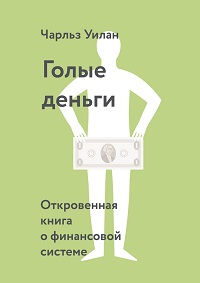 Чарльз Уилан
Голые
деньги
Откровенная
книга
о финансовой
системе